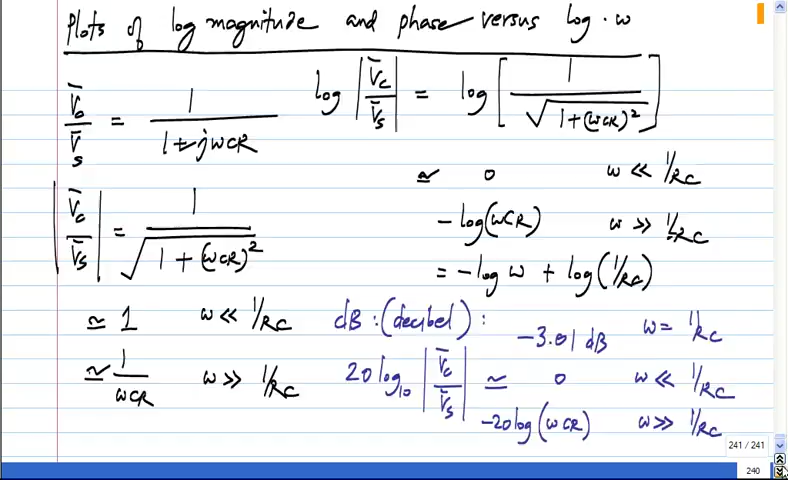 Plots of log magnitude and phase versus log·ω
V̄c/V̄s = 1/(1+jωCR)
log |V̄c/V̄s| = log [1/√(1+(ωCR)²)]
≃ 0 ω << 1/RC
|V̄c/V̄s| = 1/√(1+(ωCR)²)
-log(ωCR) ω >> 1/RC
= -log ω + log(1/RC)
≃ 1 ω << 1/RC
≃ 1/ωCR ω >> 1/RC
dB : (decibel) :
-3.01 dB ω = 1/RC
20 log₁₀ |V̄c/V̄s| ≃ 0 ω << 1/RC
-20log(ωCR) ω >> 1/RC
241 / 241
240